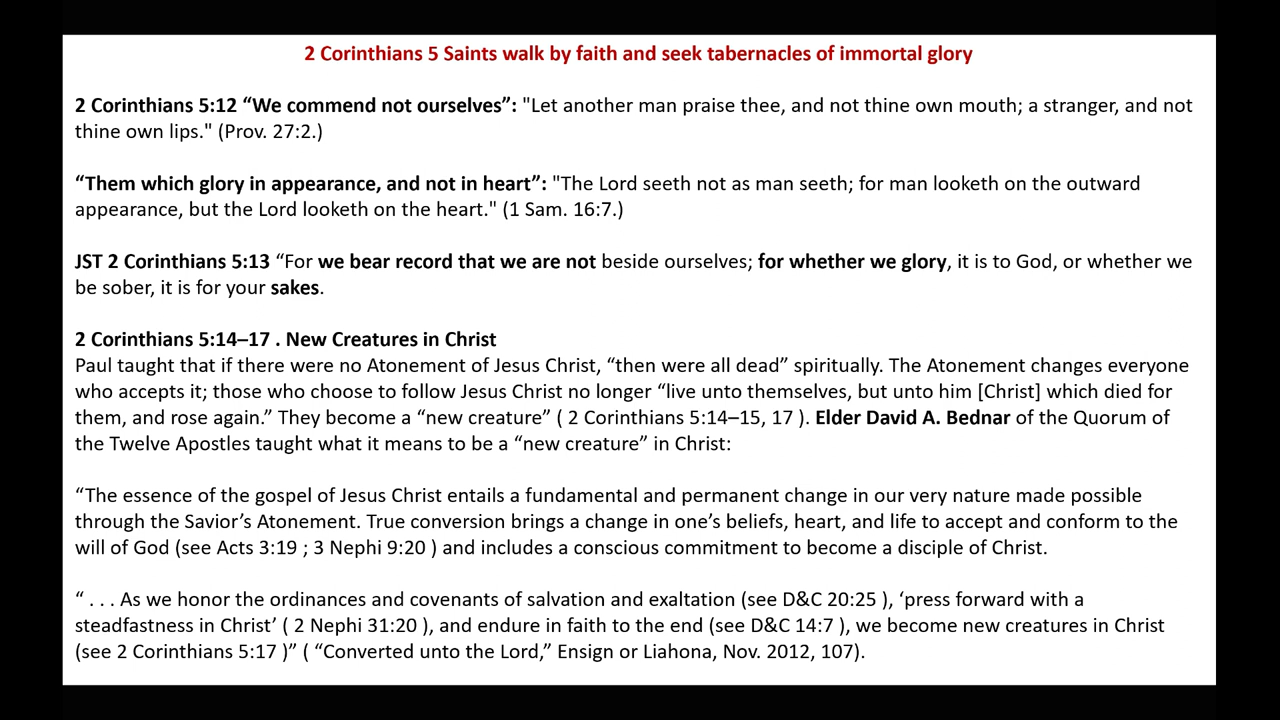 2 Corinthians 5 Saints walk by faith and seek tabernacles of immortal glory
2 Corinthians 5:12 “We commend not ourselves”: "Let another man praise thee, and not thine own mouth; a stranger, and not
thine own lips." (Prov. 27:2.)
“Them which glory in appearance, and not in heart”: "The Lord seeth not as man seeth; for man looketh on the outward
appearance, but the Lord looketh on the heart." (1 Sam. 16:7.)
JST 2 Corinthians 5:13 “For we bear record that we are not beside ourselves; for whether we glory, it is to God, or whether we
be sober, it is for your sakes.
2 Corinthians 5:14–17 . New Creatures in Christ
Paul taught that if there were no Atonement of Jesus Christ, “then were all dead” spiritually. The Atonement changes everyone
who accepts it; those who choose to follow Jesus Christ no longer “live unto themselves, but unto him [Christ] which died for
them, and rose again.” They become a “new creature” ( 2 Corinthians 5:14–15, 17 ). Elder David A. Bednar of the Quorum of
the Twelve Apostles taught what it means to be a “new creature” in Christ:
“The essence of the gospel of Jesus Christ entails a fundamental and permanent change in our very nature made possible
through the Savior’s Atonement. True conversion brings a change in one’s beliefs, heart, and life to accept and conform to the
will of God (see Acts 3:19 ; 3 Nephi 9:20 ) and includes a conscious commitment to become a disciple of Christ.
“ . . . As we honor the ordinances and covenants of salvation and exaltation (see D&C 20:25 ), ‘press forward with a
steadfastness in Christ’ ( 2 Nephi 31:20 ), and endure in faith to the end (see D&C 14:7 ), we become new creatures in Christ
(see 2 Corinthians 5:17 )” ( “Converted unto the Lord,” Ensign or Liahona, Nov. 2012, 107).